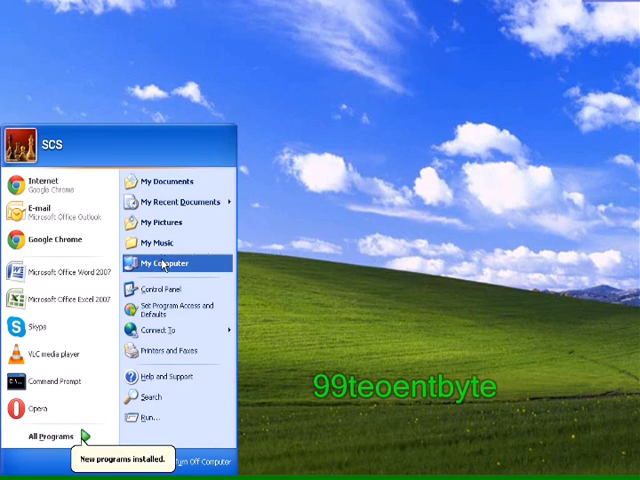 SCS
Internet
Google Chrome
E-mail
Microsoft Office Outlook
Google Chrome
Microsoft Office Word 2007
Microsoft Office Excel 2007
Skype
VLC media player
Command Prompt
Opera
All Programs
New programs installed.
My Documents
My Recent Documents
My Pictures
My Music
My Computer
Control Panel
Set Program Access and
Defaults
Connect To
Printers and Faxes
Help and Support
Search
Run...
Turn Off Computer
99teoentbyte